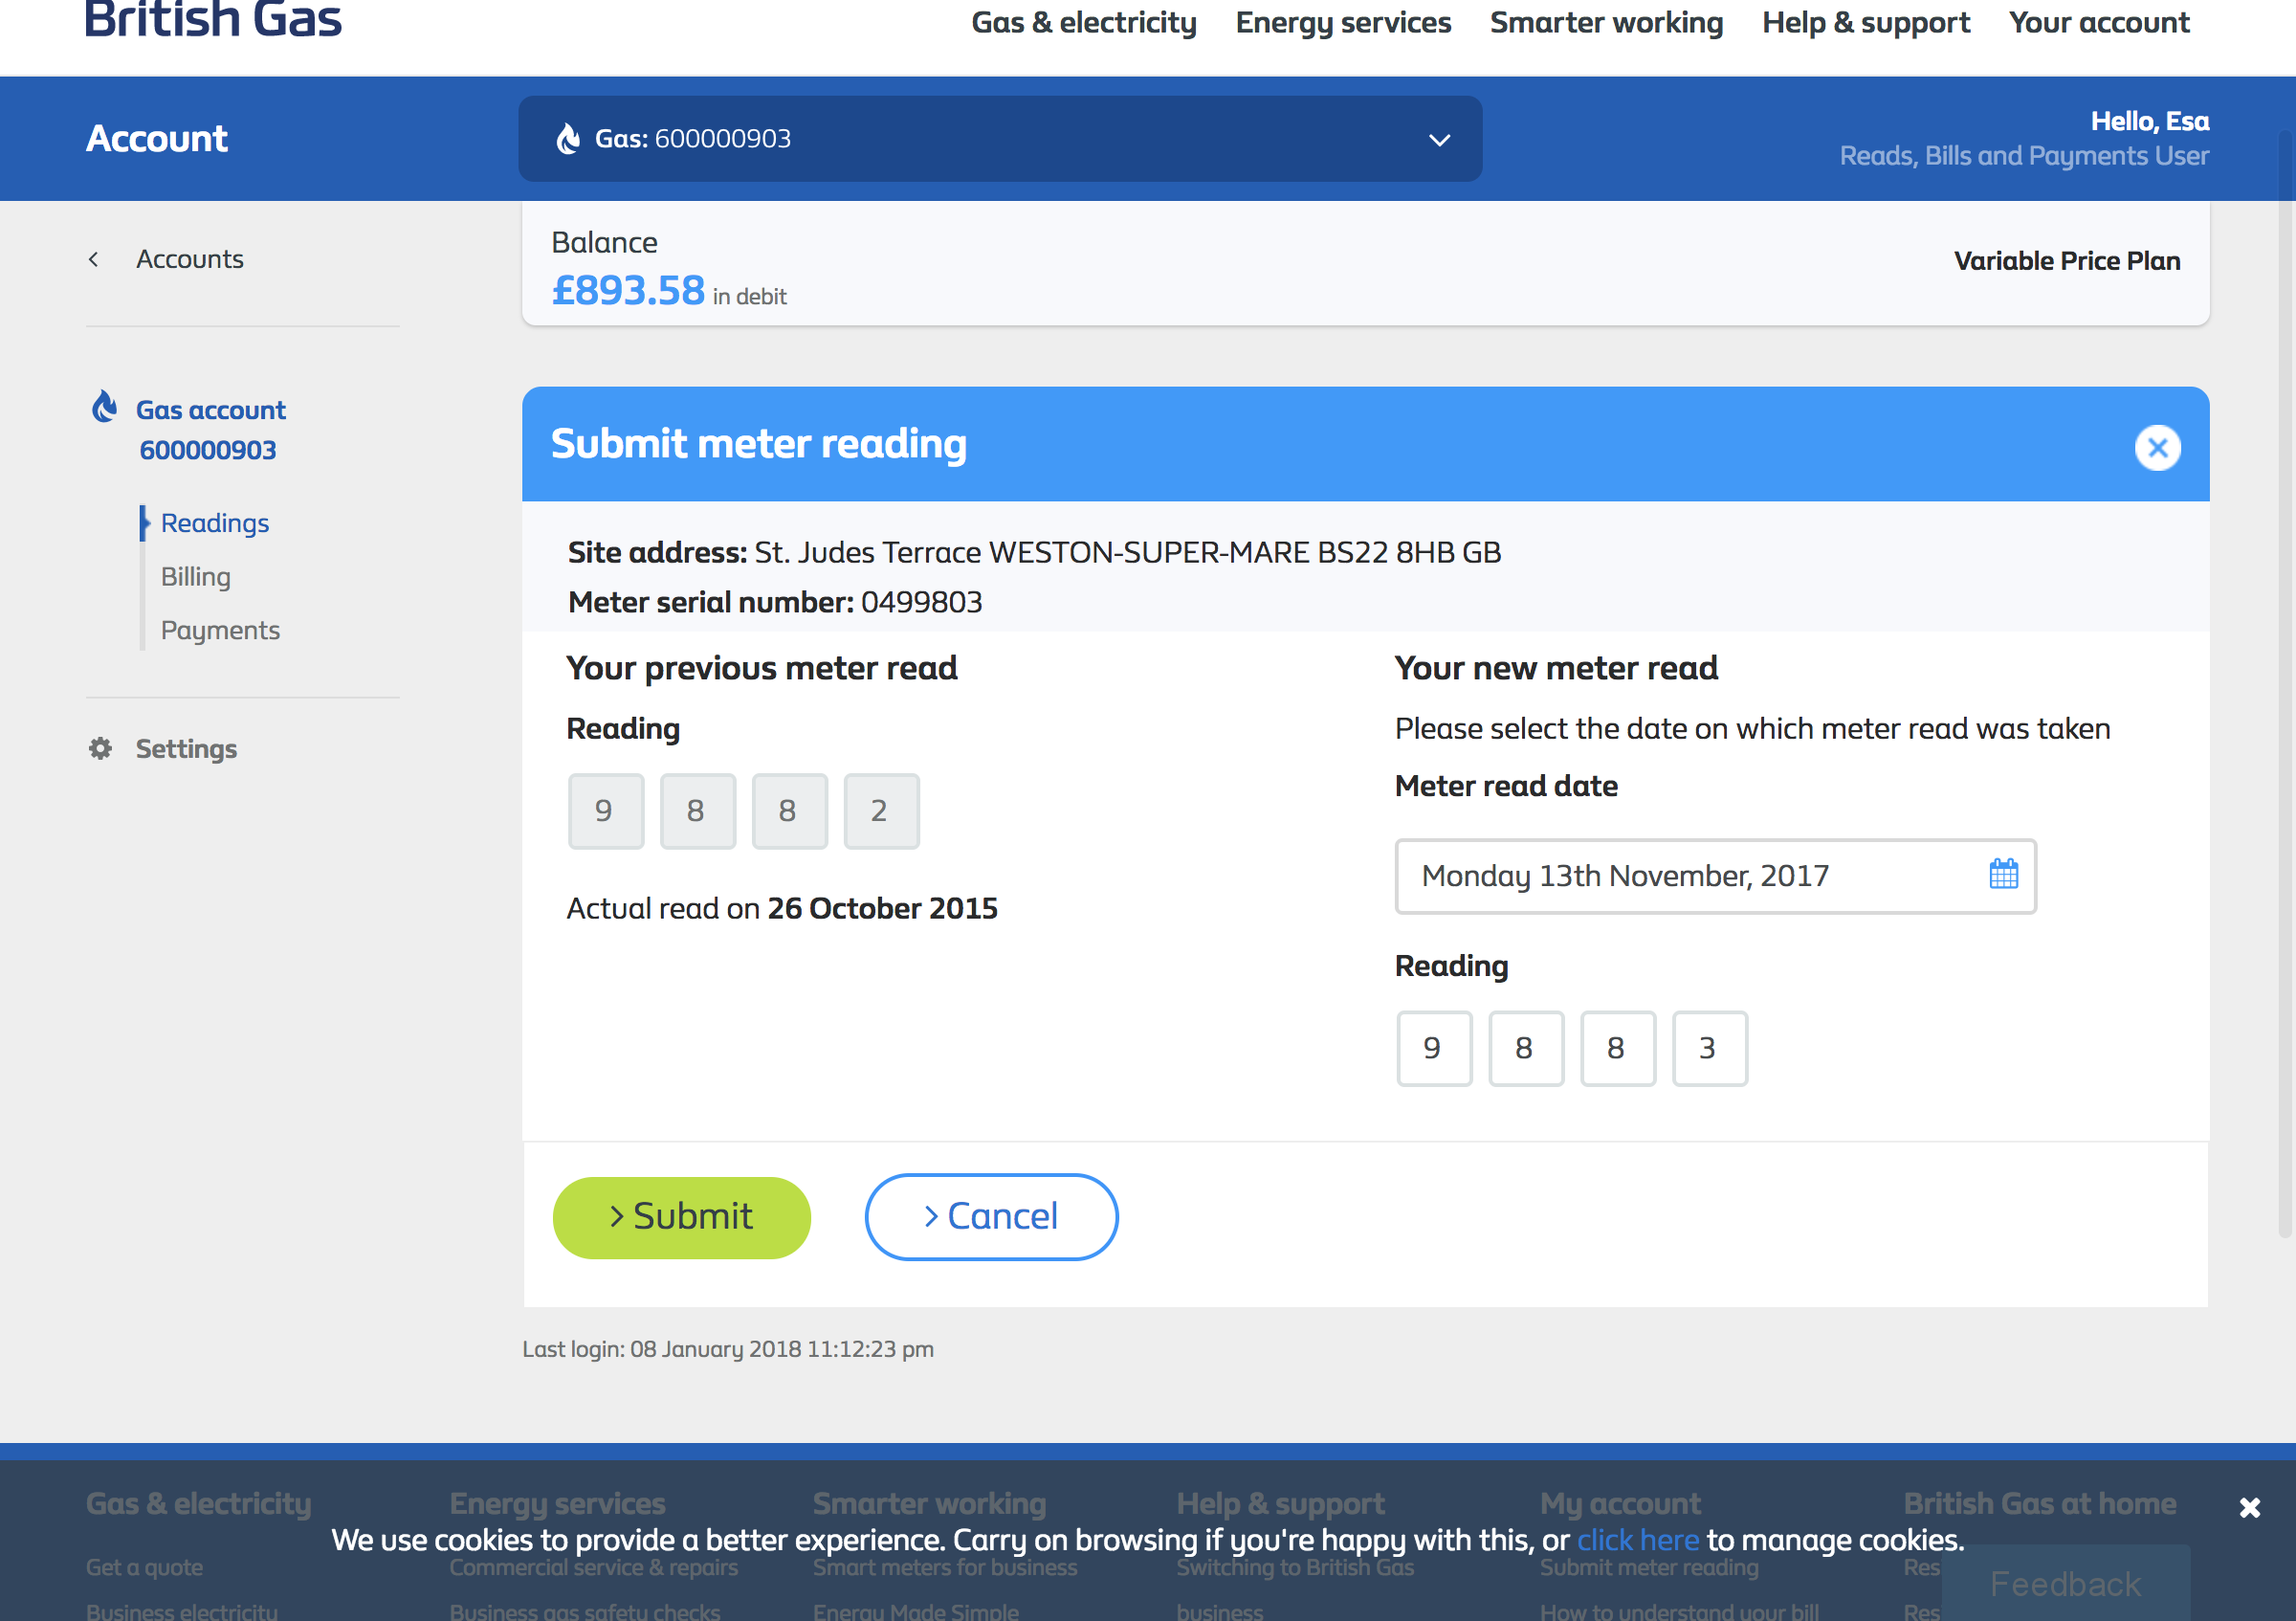 British Gas
Gas & electricity Energy services Smarter working Help & support Your account
Account
Gas: 600000903
Hello, Esa
Reads, Bills and Payments User
Accounts
Balance
£893.58 in debit
Variable Price Plan
Gas account
600000903
Readings
Billing
Payments
Settings
Submit meter reading
Site address: St. Judes Terrace WESTON-SUPER-MARE BS22 8HB GB
Meter serial number: 0499803
Your previous meter read
Reading
9 8 8 2
Actual read on 26 October 2015
Your new meter read
Please select the date on which meter read was taken
Meter read date
Monday 13th November, 2017
Reading
9 8 8 3
Submit
Cancel
Last login: 08 January 2018 11:12:23 pm
Gas & electricity Energy services Smarter working Help & support My account British Gas at home
We use cookies to provide a better experience. Carry on browsing if you're happy with this, or click here to manage cookies.
Get a quote Commercial service & repairs Smart meters for business Switching to British Gas Submit meter reading Res
Feedback
Business electricity Business gas safety checks Energy Made Simple business How to understand your bill Res